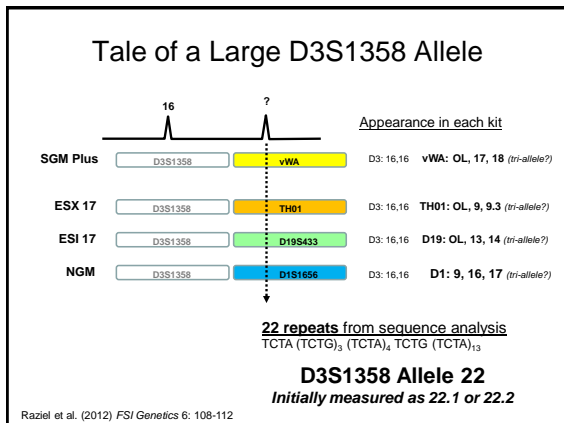 Tale of a Large D3S1358 Allele
16
?
Appearance in each kit
SGM Plus D3S1358 vWA D3: 16,16 vWA: OL, 17, 18 (tri-allele?)
ESX 17 D3S1358 TH01 D3: 16,16 TH01: OL, 9, 9.3 (tri-allele?)
ESI 17 D3S1358 D19S433 D3: 16,16 D19: OL, 13, 14 (tri-allele?)
NGM D3S1358 D1S1656 D3: 16,16 D1: 9, 16, 17 (tri-allele?)
22 repeats from sequence analysis
TCTA (TCTG)3 (TCTA)4 TCTG (TCTA)13
D3S1358 Allele 22
Initially measured as 22.1 or 22.2
Raziel et al. (2012) FSI Genetics 6: 108-112